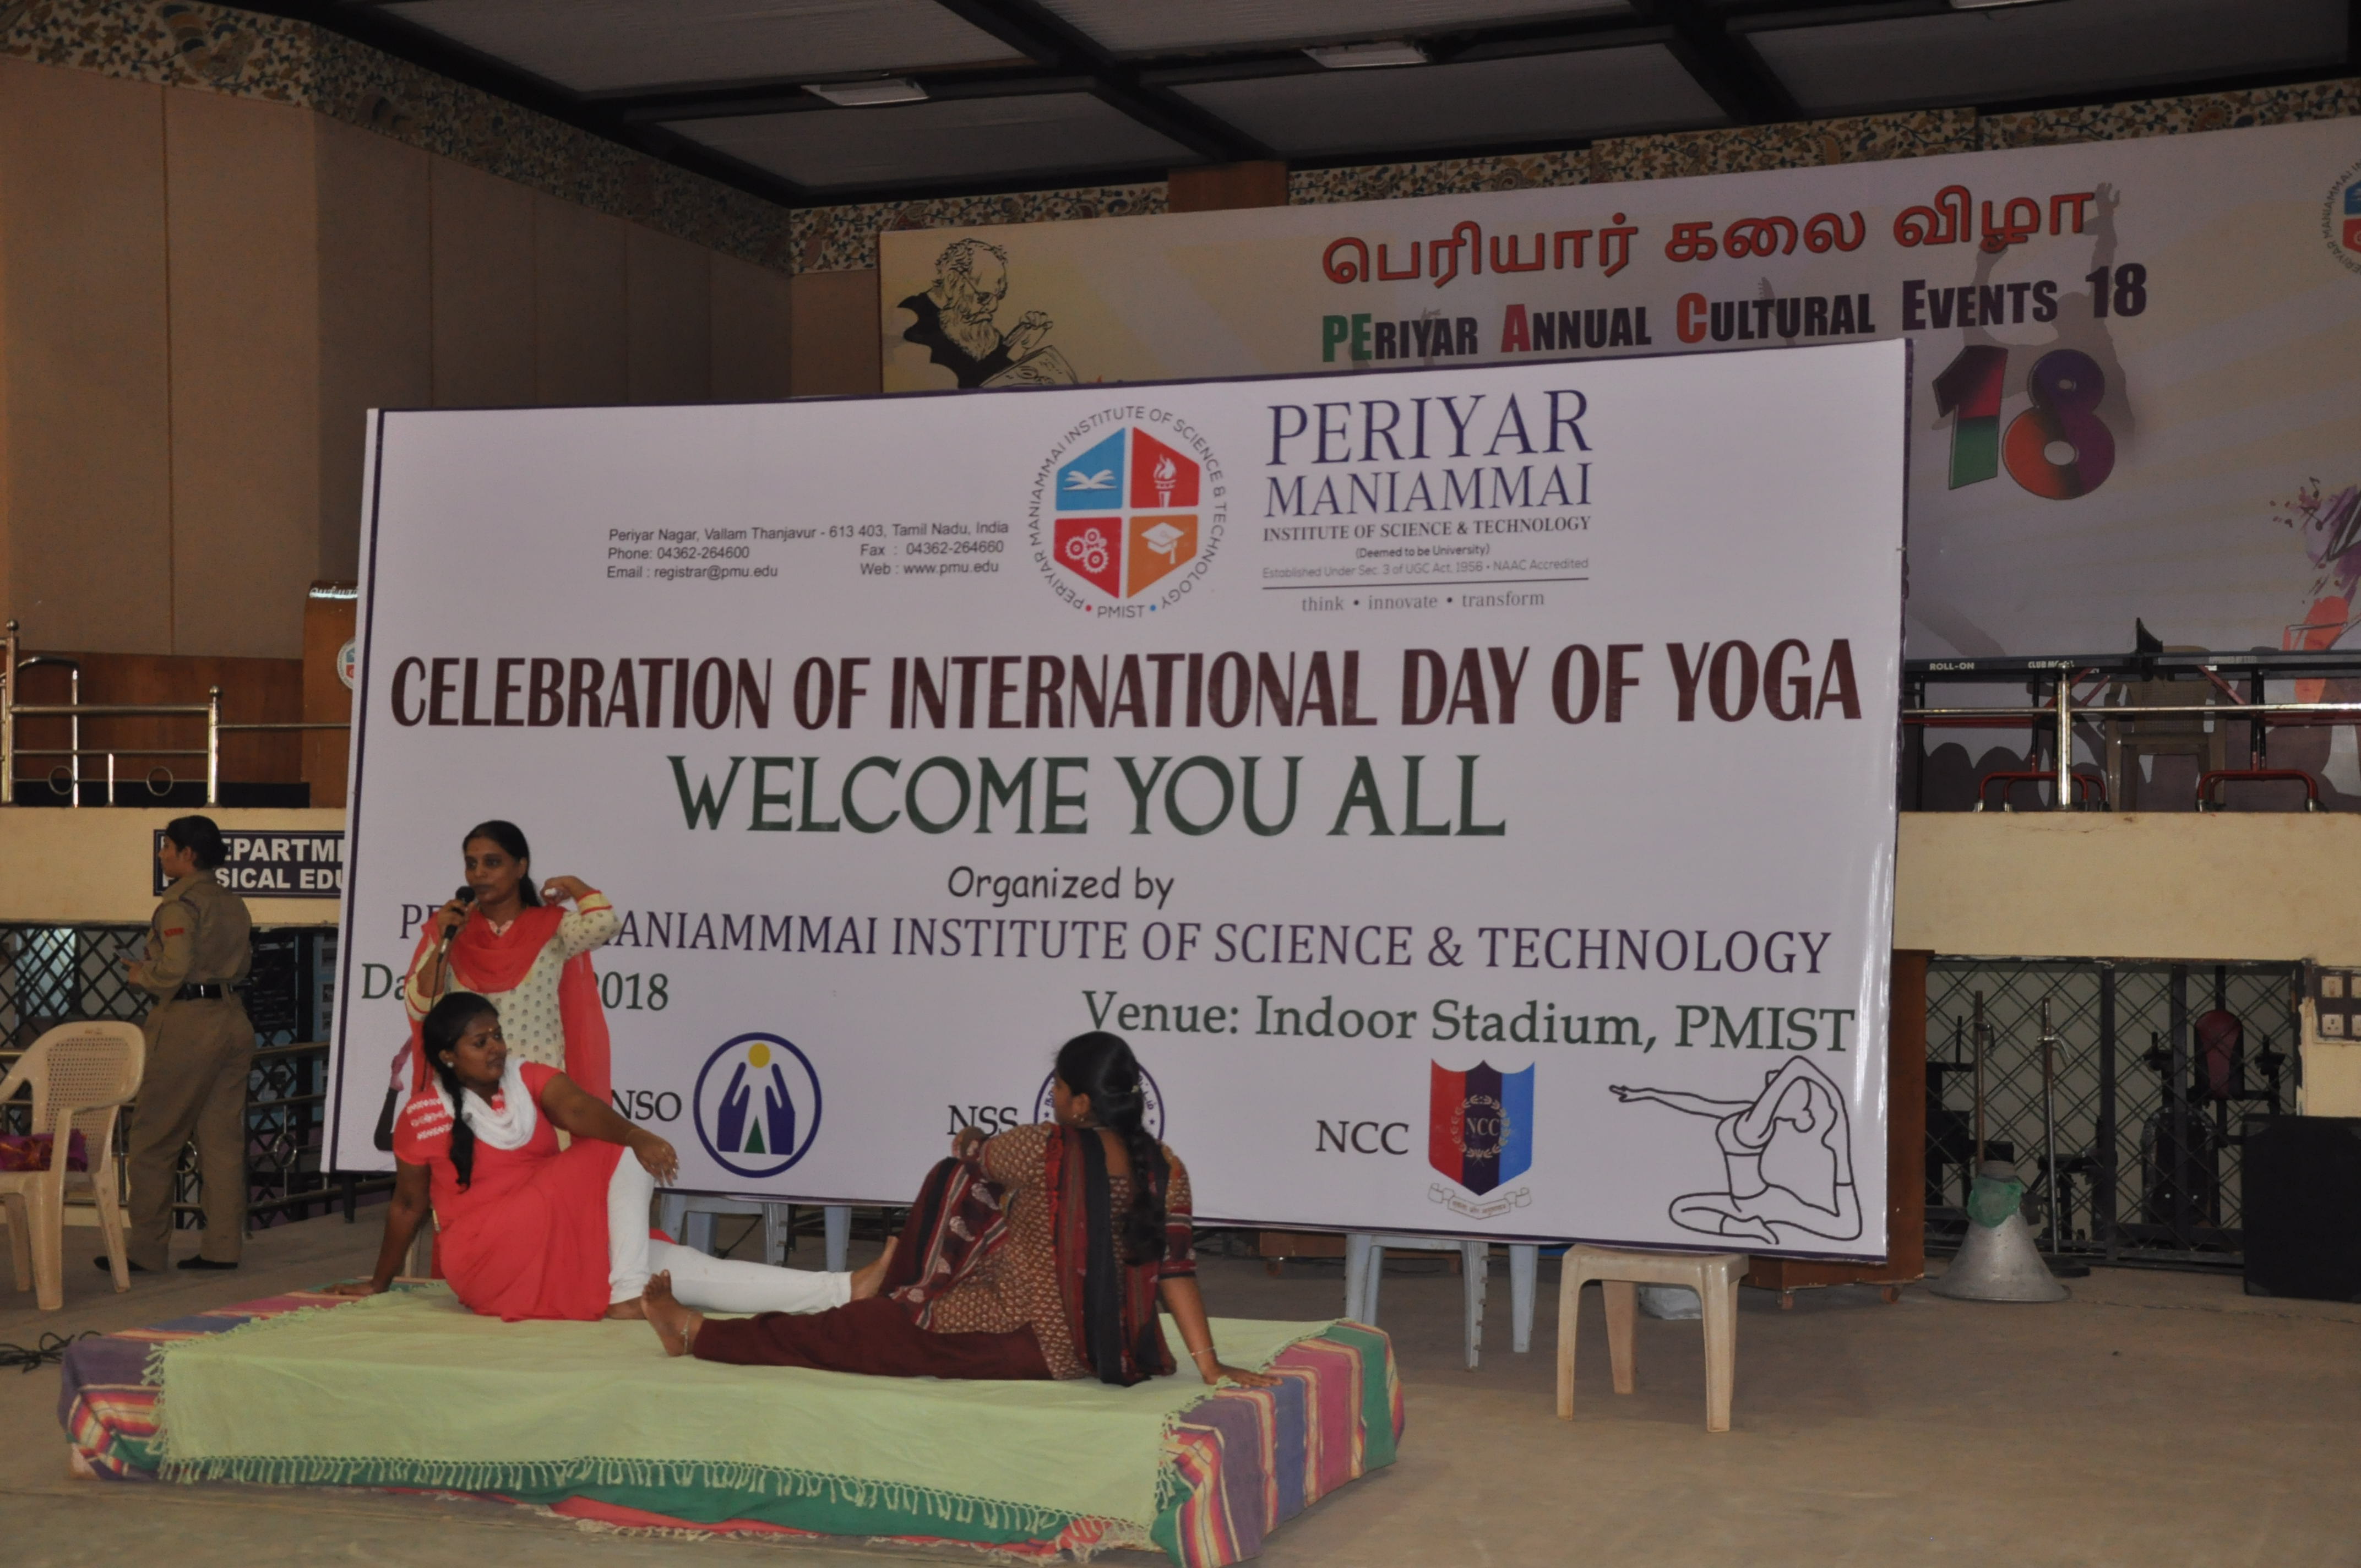 பெரியார் கலை விழா
PERIYAR ANNUAL CULTURAL EVENTS 18
18
PERIYAR MANIAMMAI INSTITUTE OF SCIENCE & TECHNOLOGY
• PMIST •
PERIYAR
MANIAMMAI
INSTITUTE OF SCIENCE & TECHNOLOGY
(Deemed to be University)
Established Under Sec. 3 of UGC Act, 1956 • NAAC Accredited
think • innovate • transform
Periyar Nagar, Vallam Thanjavur - 613 403, Tamil Nadu, India
Phone: 04362-264600 Fax : 04362-264660
Email : registrar@pmu.edu Web : www.pmu.edu
CELEBRATION OF INTERNATIONAL DAY OF YOGA
WELCOME YOU ALL
Organized by
ANIAMMMAI INSTITUTE OF SCIENCE & TECHNOLOGY
018
Venue: Indoor Stadium, PMIST
NSO
NSS
NCC
NCC
EPARTM
SICAL EDU
ROLL-ON